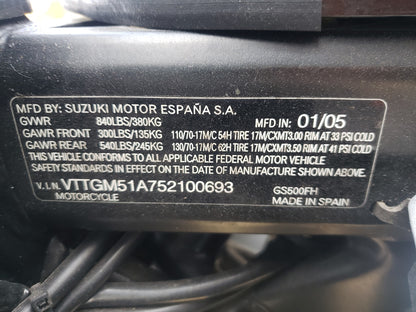 MFD BY: SUZUKI MOTOR ESPAÑA S.A.
GVWR 840LBS/380KG MFD IN: 01/05
GAWR FRONT 300LBS/135KG 110/70-17M/C 54H TIRE 17M/CXMT3.00 RIM AT 33 PSI COLD
GAWR REAR 540LBS/245KG 130/70-17M/C 62H TIRE 17M/CXMT3.50 RIM AT 41 PSI COLD
THIS VEHICLE CONFORMS TO ALL APPLICABLE FEDERAL MOTOR VEHICLE
SAFETY STANDARDS IN EFFECT ON THE DATE OF MANUFACTURE SHOWN ABOVE.
V.I.N. VTTGM51A752100693 GS500FH
MOTORCYCLE MADE IN SPAIN